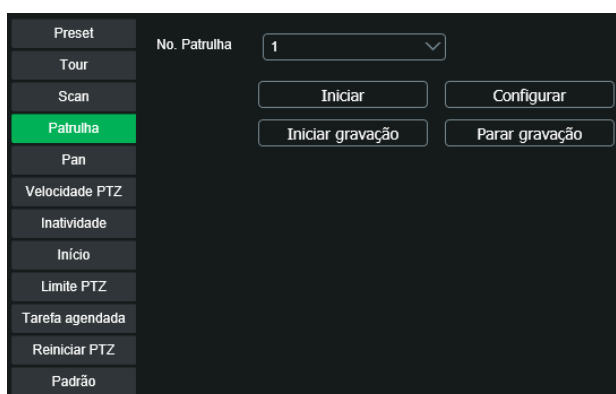 Preset
Tour
Scan
Patrulha
Pan
Velocidade PTZ
Inatividade
Início
Limite PTZ
Tarefa agendada
Reiniciar PTZ
Padrão
No. Patrulha
1
Iniciar
Configurar
Iniciar gravação
Parar gravação